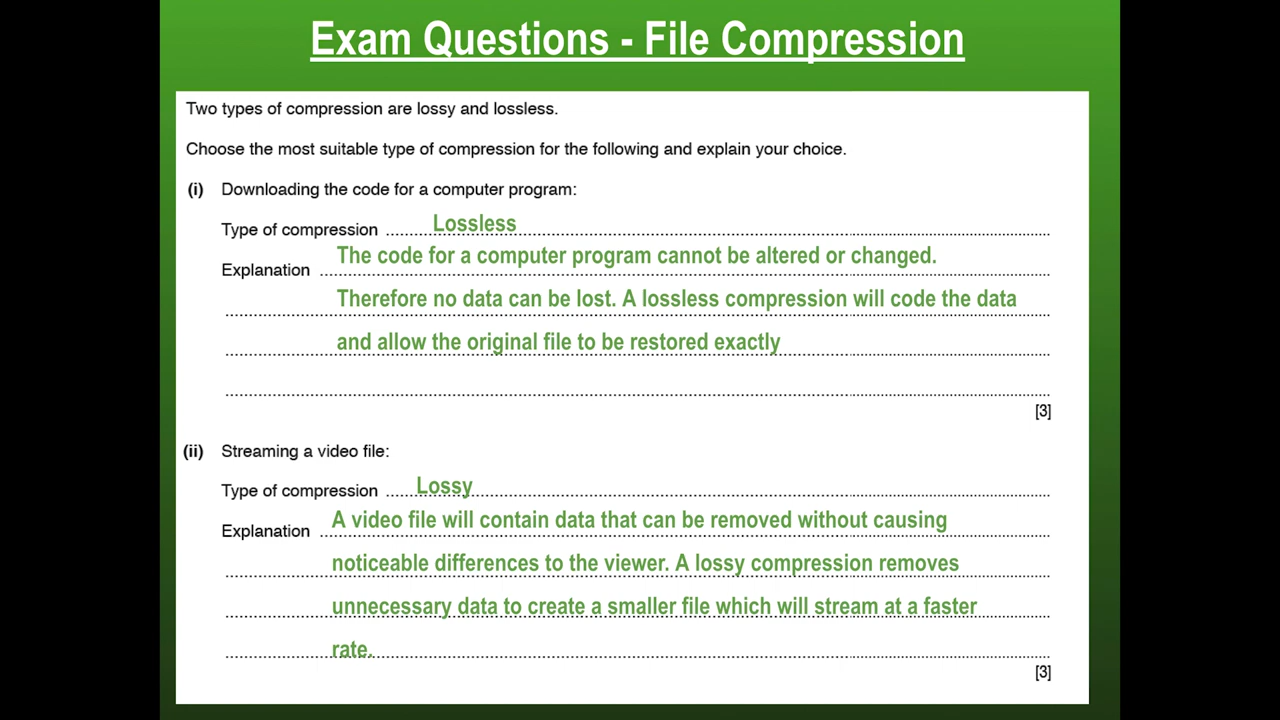 Exam Questions - File Compression
Two types of compression are lossy and lossless.
Choose the most suitable type of compression for the following and explain your choice.
(i) Downloading the code for a computer program:
Type of compression Lossless
Explanation The code for a computer program cannot be altered or changed.
Therefore no data can be lost. A lossless compression will code the data
and allow the original file to be restored exactly
[3]
(ii) Streaming a video file:
Type of compression Lossy
Explanation A video file will contain data that can be removed without causing
noticeable differences to the viewer. A lossy compression removes
unnecessary data to create a smaller file which will stream at a faster
rate.
[3]